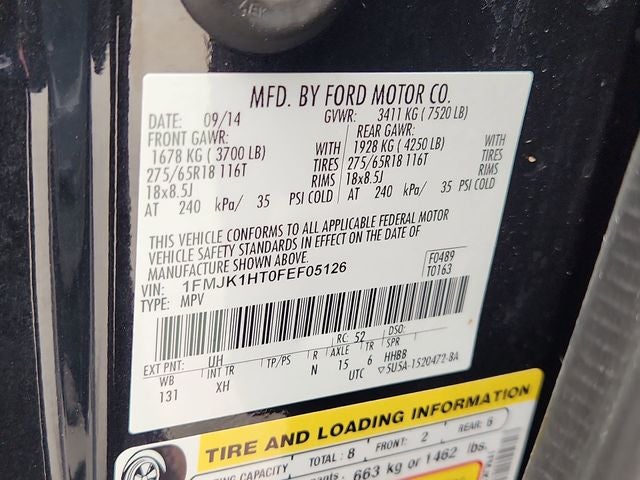 MFD. BY FORD MOTOR CO.
DATE: 09/14 GVWR: 3411 KG (7520 LB)
FRONT GAWR: REAR GAWR:
1678 KG (3700 LB) WITH 1928 KG (4250 LB) WITH
275/65R18 116T TIRES 275/65R18 116T TIRES
18x8.5J RIMS 18x8.5J RIMS
AT 240 kPa/ 35 PSI COLD AT 240 kPa/ 35 PSI COLD
THIS VEHICLE CONFORMS TO ALL APPLICABLE FEDERAL MOTOR
VEHICLE SAFETY STANDARDS IN EFFECT ON THE DATE OF
MANUFACTURE SHOWN ABOVE.
VIN: 1FMJK1HT0FEF05126 F0489
TYPE: MPV T0163
EXT PNT: UH RC: 52 DSO:
WB INT TR TP/PS R AXLE TR SPR
131 XH N 15 6 HHBB
UTC ▽5U5A-1520472-BA
TIRE AND LOADING INFORMATION
CAPACITY TOTAL: 8 FRONT: 2 REAR: 6
663 kg or 1462 lbs.